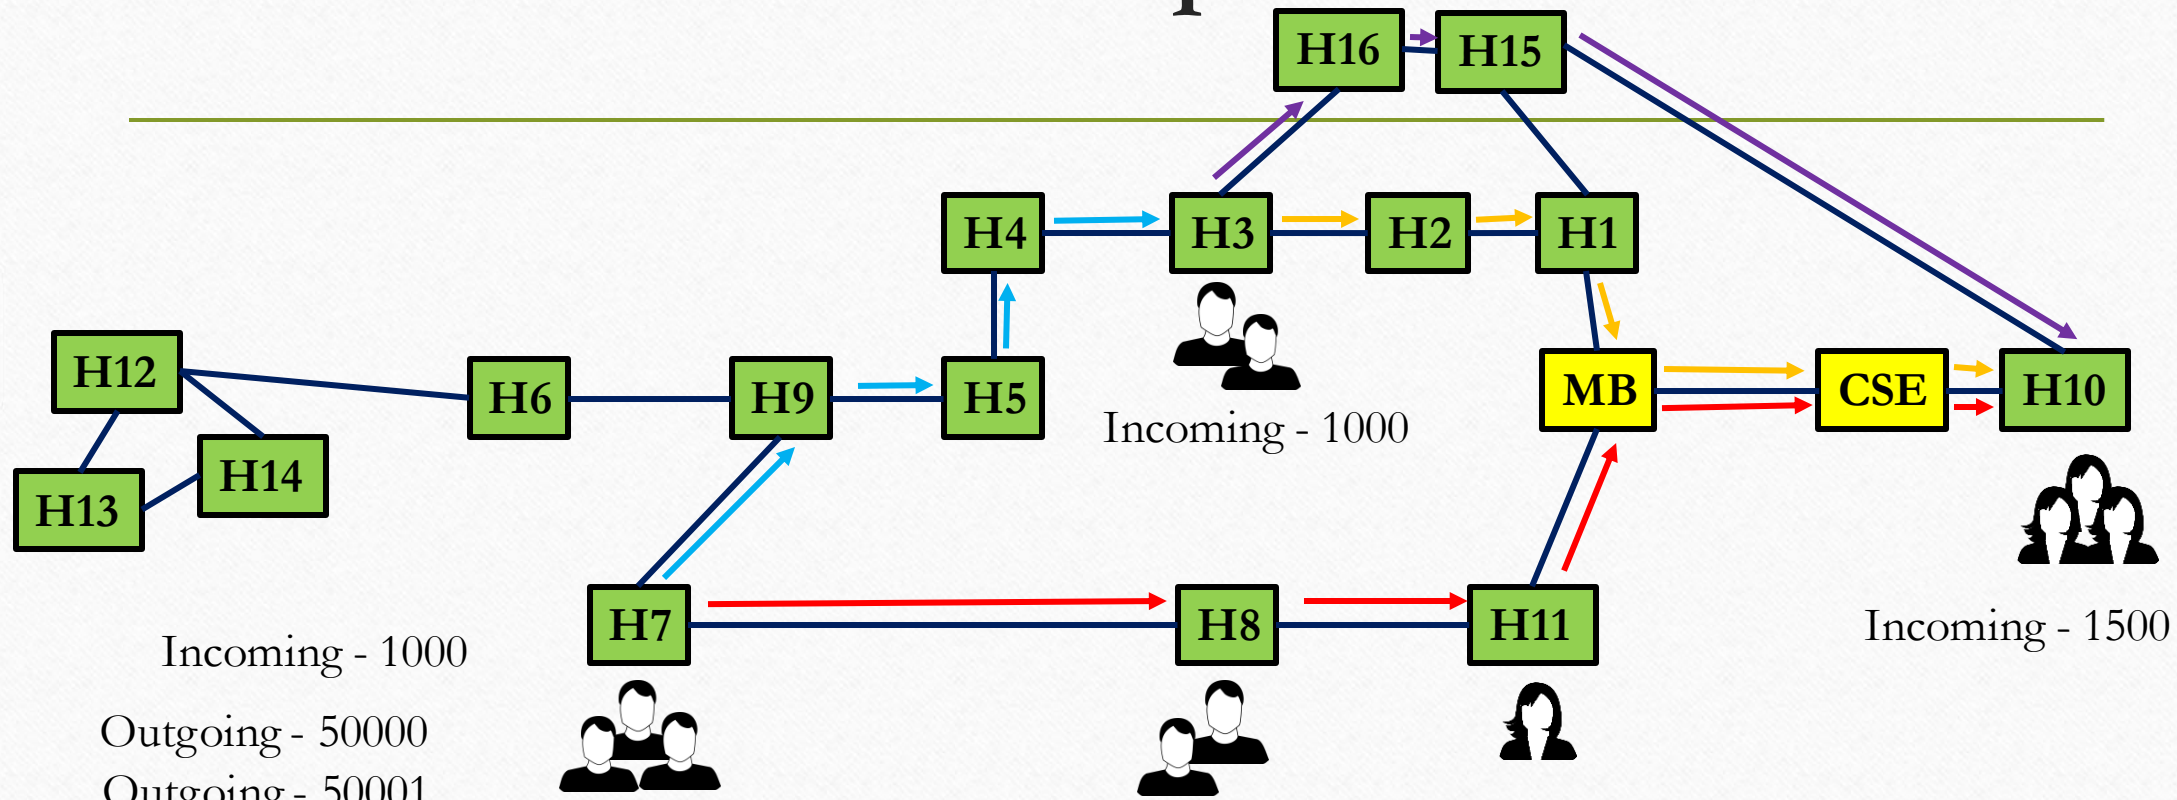 H16
H15
H4
H3
H2
H1
H12
H6
H9
H5
MB
CSE
H10
Incoming - 1000
H14
H13
H7
H8
H11
Incoming - 1000
Incoming - 1500
Outgoing - 50000
Outgoing - 50001